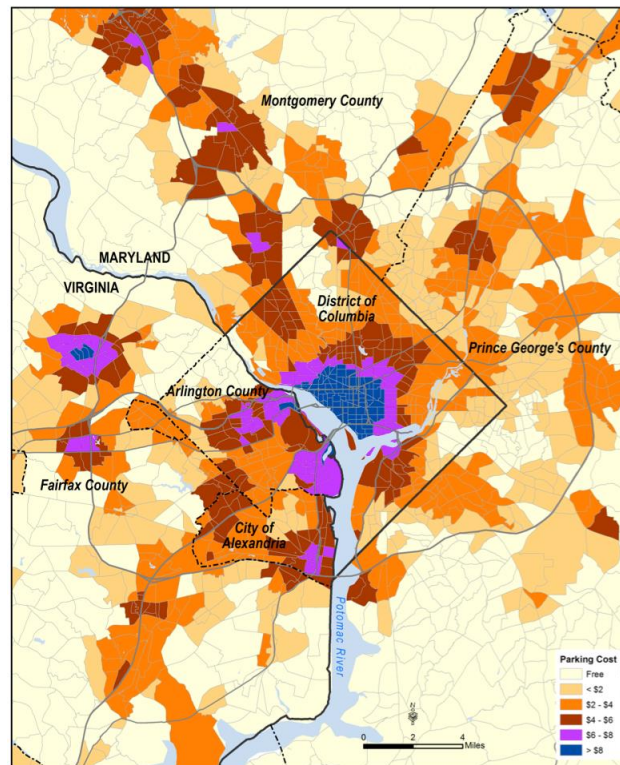 Montgomery County
MARYLAND
VIRGINIA
District of
Columbia
Prince George's County
Arlington County
Fairfax County
City of
Alexandria
Potomac River
Parking Cost
Free
< $2
$2 - $4
$4 - $6
$6 - $8
> $8
N
0 2 4
Miles